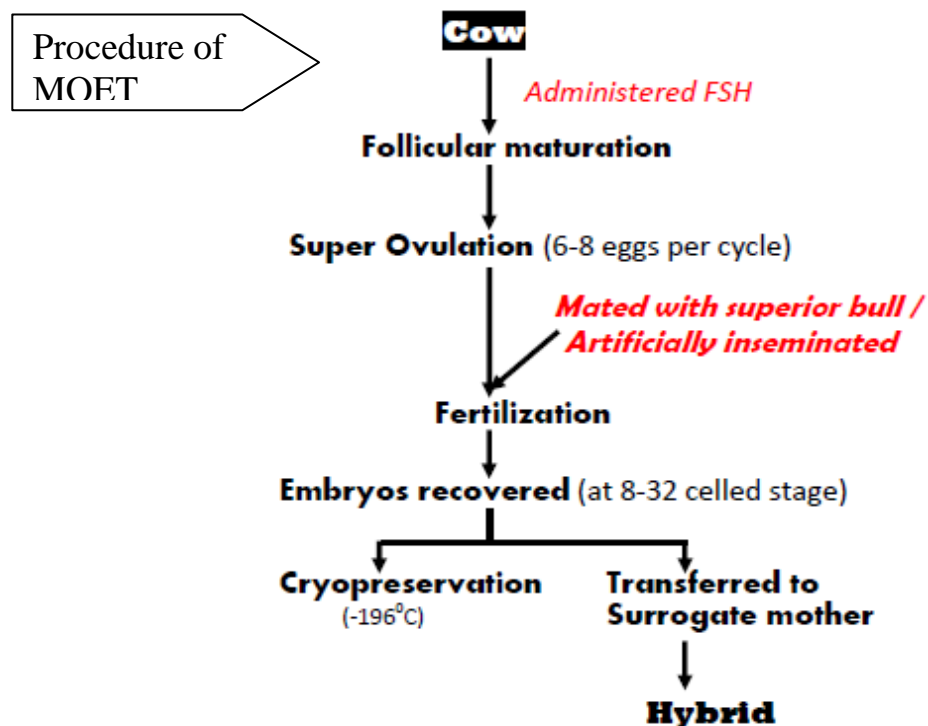 Procedure of
MOET
Cow
Administered FSH
Follicular maturation
Super Ovulation (6-8 eggs per cycle)
Mated with superior bull /
Artificially inseminated
Fertilization
Embryos recovered (at 8-32 celled stage)
Cryopreservation
(-196⁰C)
Transferred to
Surrogate mother
Hybrid